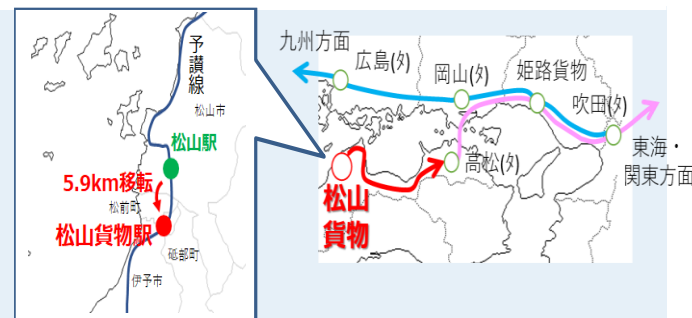 予讃線
松山市
松山駅
5.9km移転
松前町
松山貨物駅
砥部町
伊予市
九州方面
広島(タ)
岡山(タ)
姫路貨物
吹田(タ)
東海・
関東方面
高松(タ)
松山
貨物